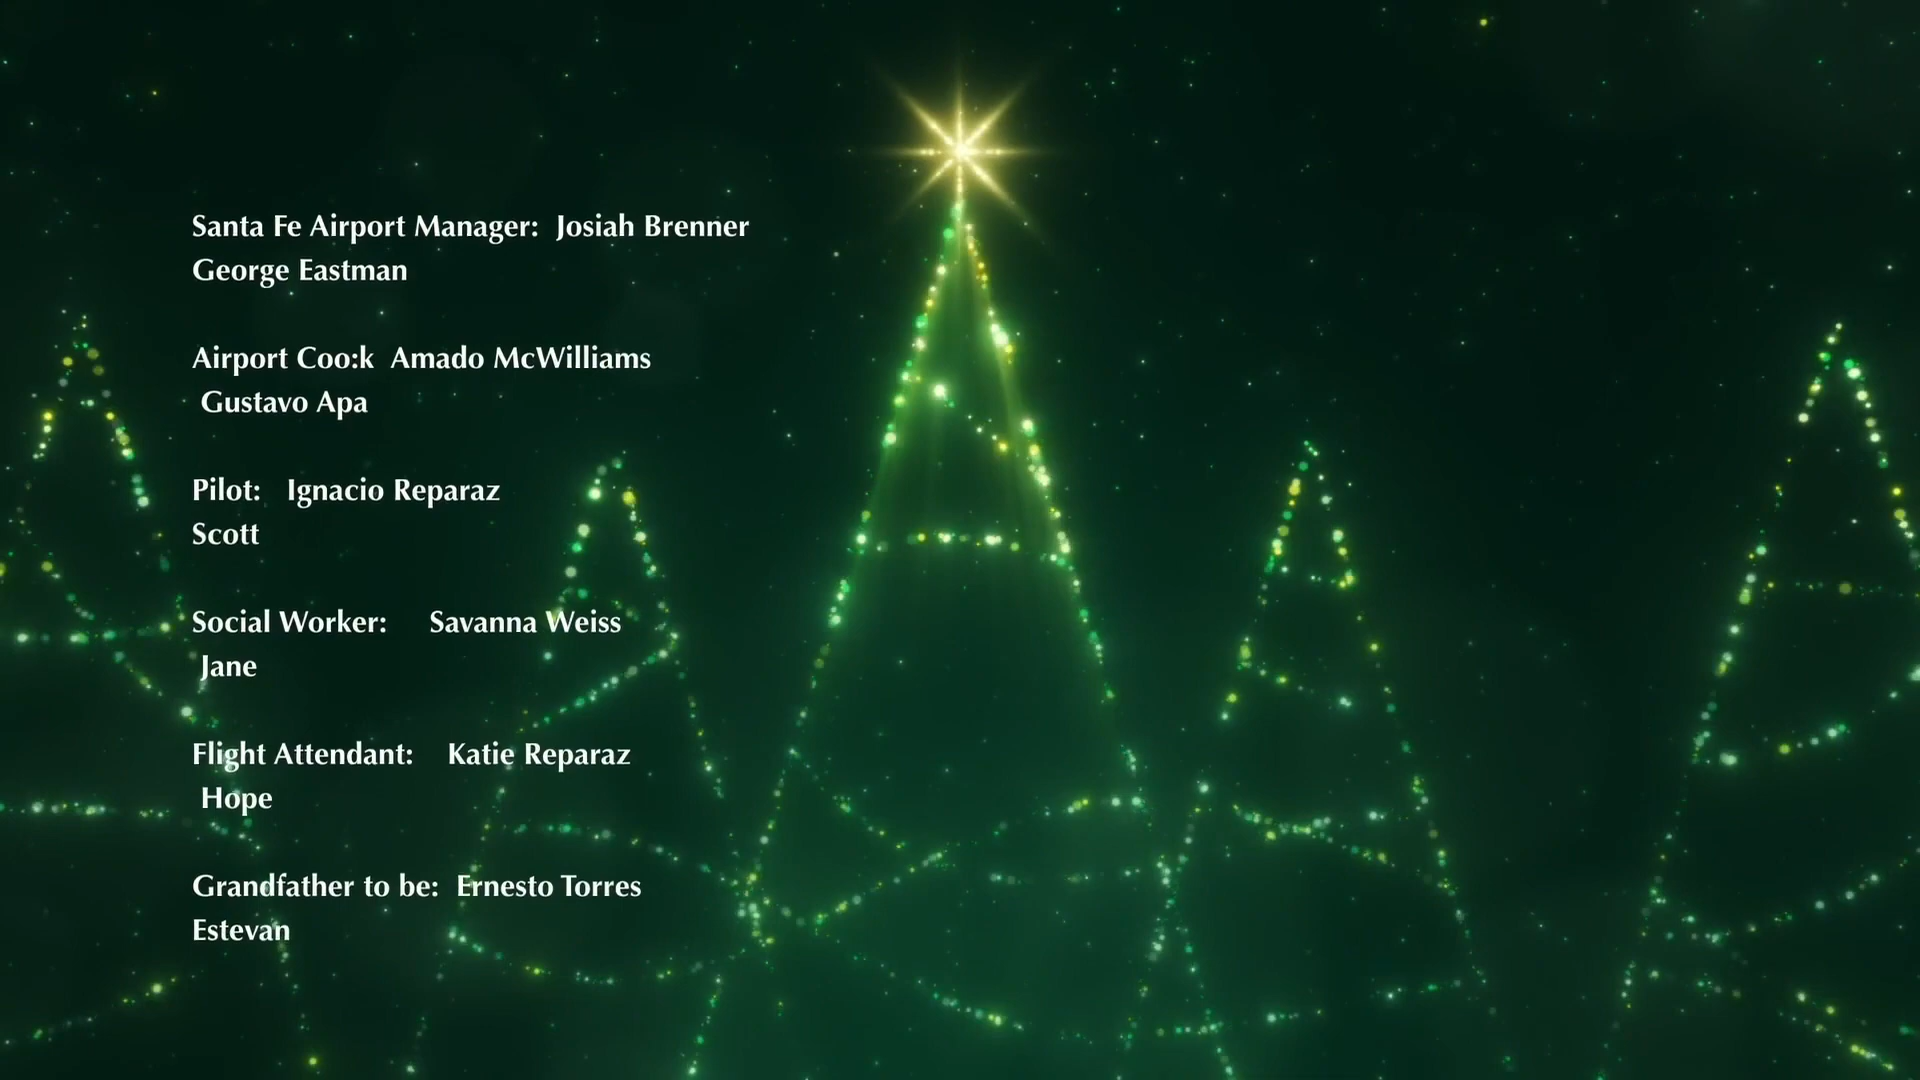 Santa Fe Airport Manager:  Josiah Brenner
George Eastman
Airport Coo:k  Amado McWilliams
Gustavo Apa
Pilot:   Ignacio Reparaz
Scott
Social Worker:     Savanna Weiss
Jane
Flight Attendant:    Katie Reparaz
Hope
Grandfather to be:  Ernesto Torres
Estevan